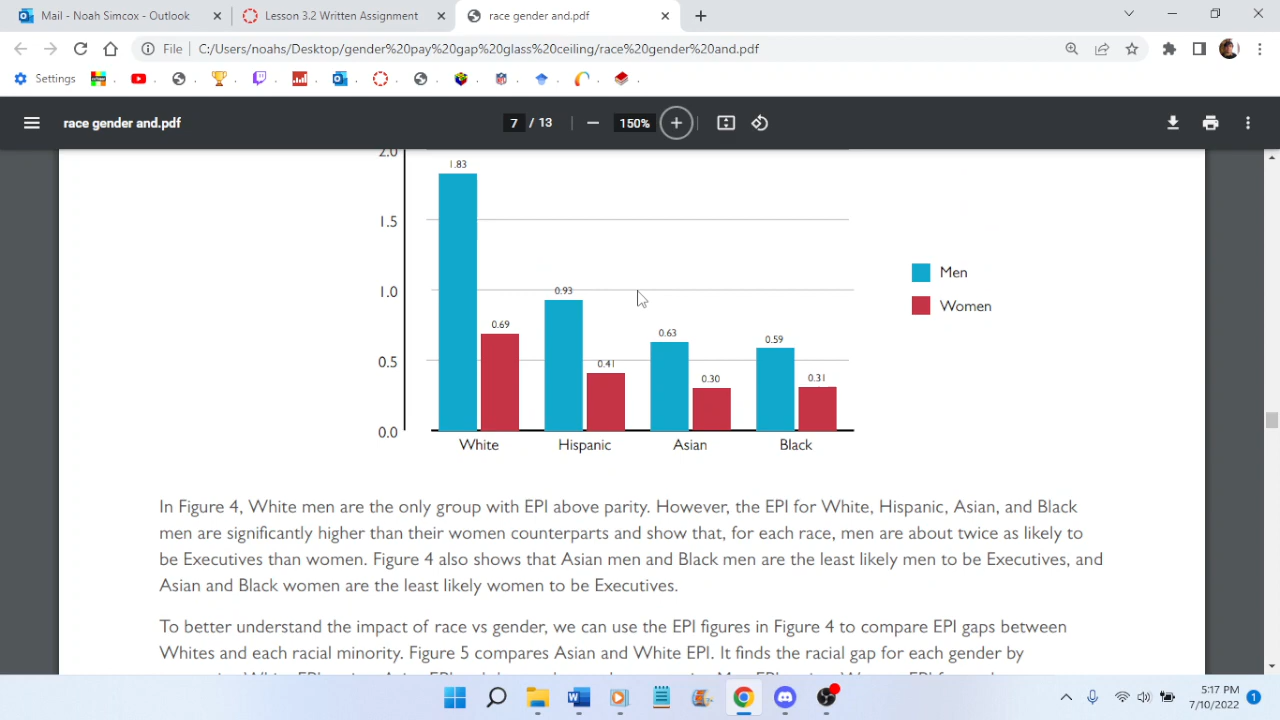 Mail - Noah Simcox - Outlook
Lesson 3.2 Written Assignment
race gender and.pdf
File
C:/Users/noahs/Desktop/gender%20pay%20gap%20glass%20ceiling/race%20gender%20and.pdf
Settings
race gender and.pdf
7 / 13
150%
2.0
1.83
1.5
1.0
0.93
0.69
0.63
0.59
0.5
0.41
0.30
0.31
0.0
White
Hispanic
Asian
Black
Men
Women
In Figure 4, White men are the only group with EPI above parity. However, the EPI for White, Hispanic, Asian, and Black
men are significantly higher than their women counterparts and show that, for each race, men are about twice as likely to
be Executives than women. Figure 4 also shows that Asian men and Black men are the least likely men to be Executives, and
Asian and Black women are the least likely women to be Executives.
To better understand the impact of race vs gender, we can use the EPI figures in Figure 4 to compare EPI gaps between
Whites and each racial minority. Figure 5 compares Asian and White EPI. It finds the racial gap for each gender by
5:17 PM
7/10/2022
1